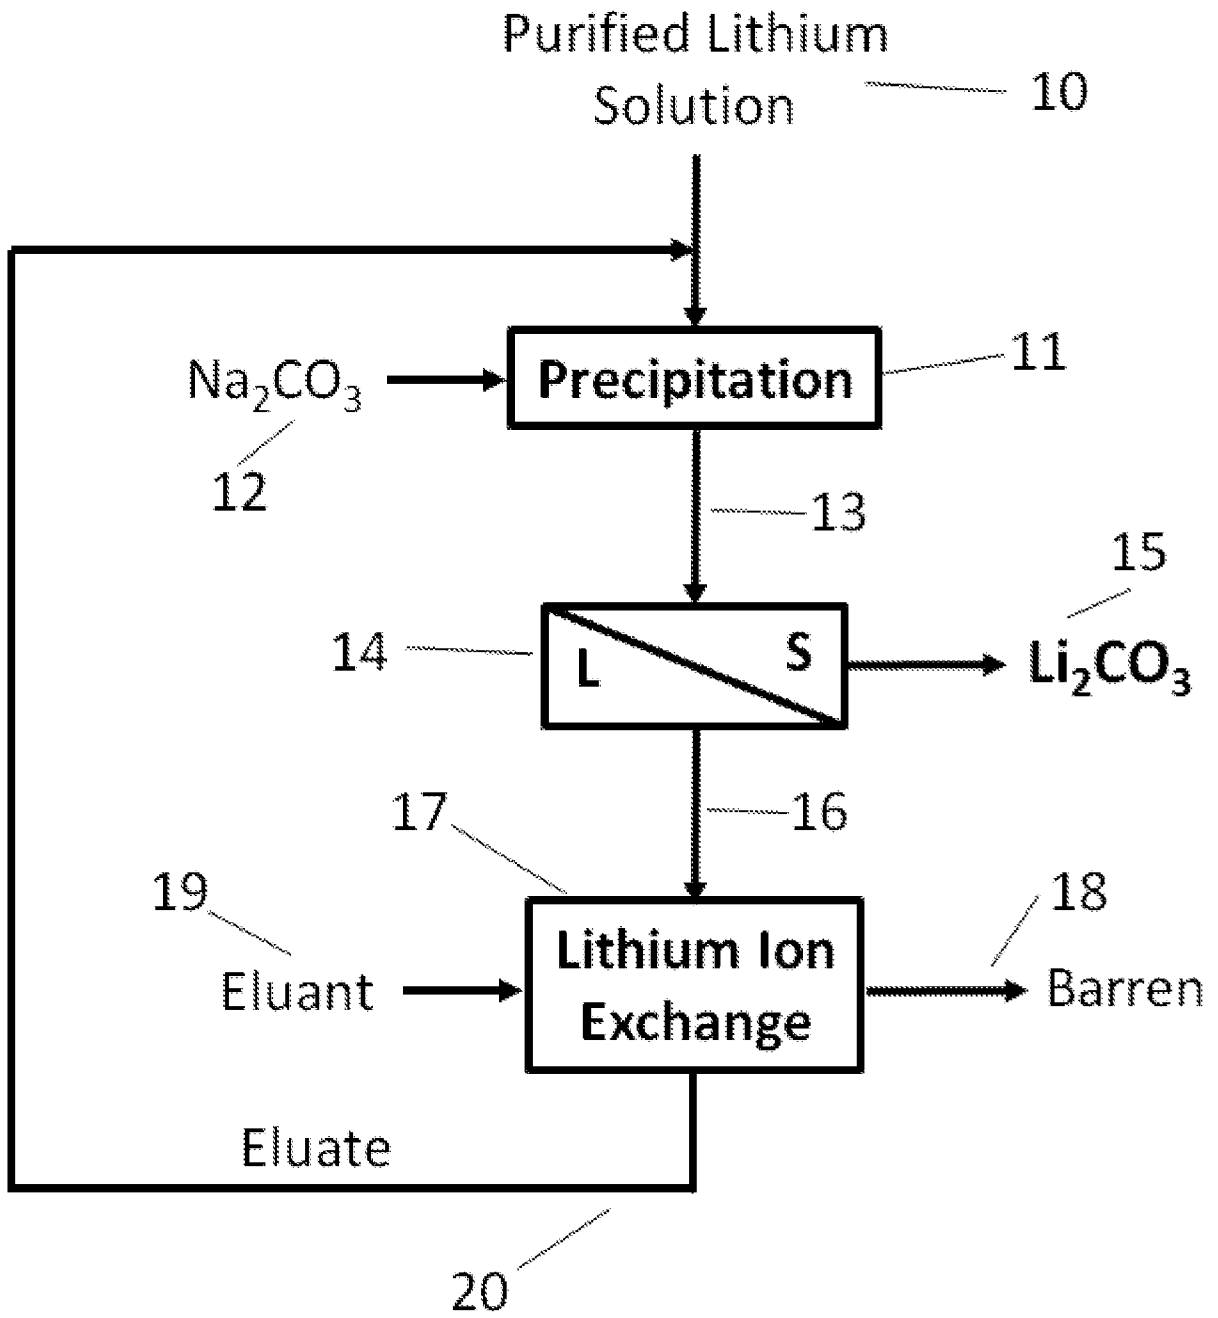 Purified Lithium
Solution
10
Na₂CO₃
Precipitation
11
12
13
15
14
L
S
Li₂CO₃
17
16
19
18
Eluant
Lithium Ion
Exchange
Barren
Eluate
20